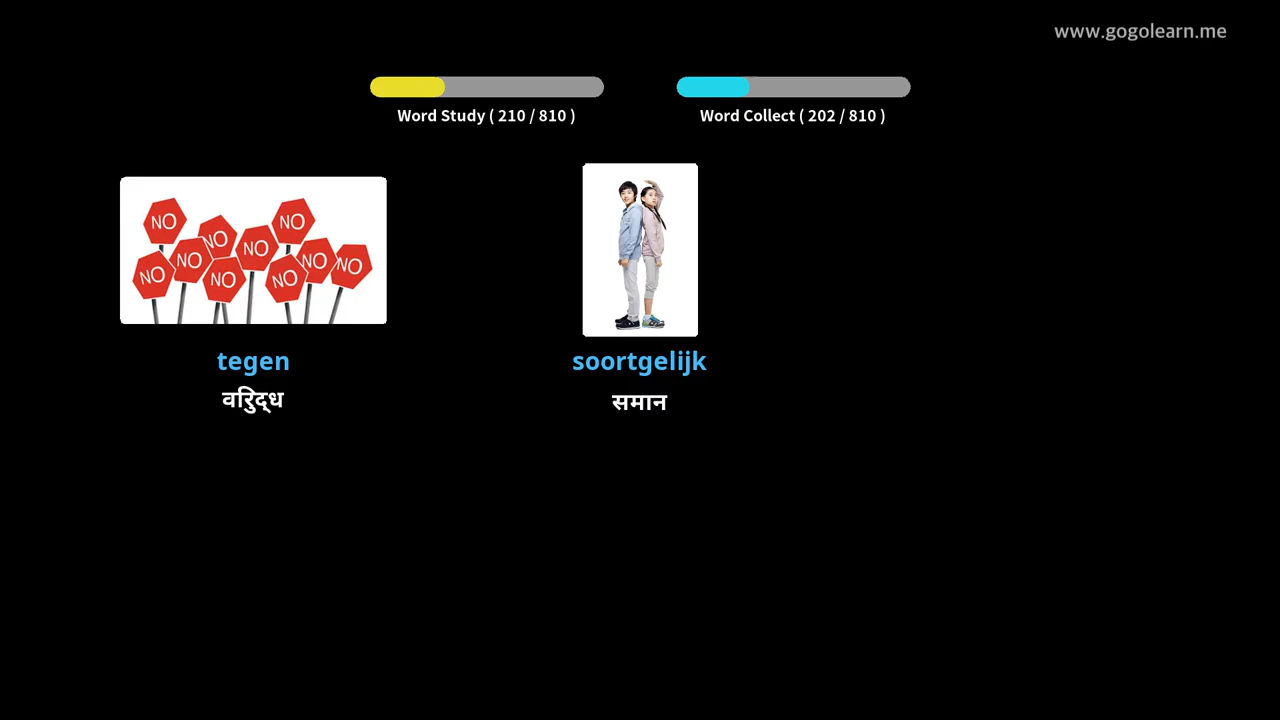 www.gogolearn.me
Word Study ( 210 / 810 )
Word Collect ( 202 / 810 )
NO
NO
NO
NO
NO
NO
NO
NO
NO
NO
tegen
विरुद्ध
soortgelijk
समान